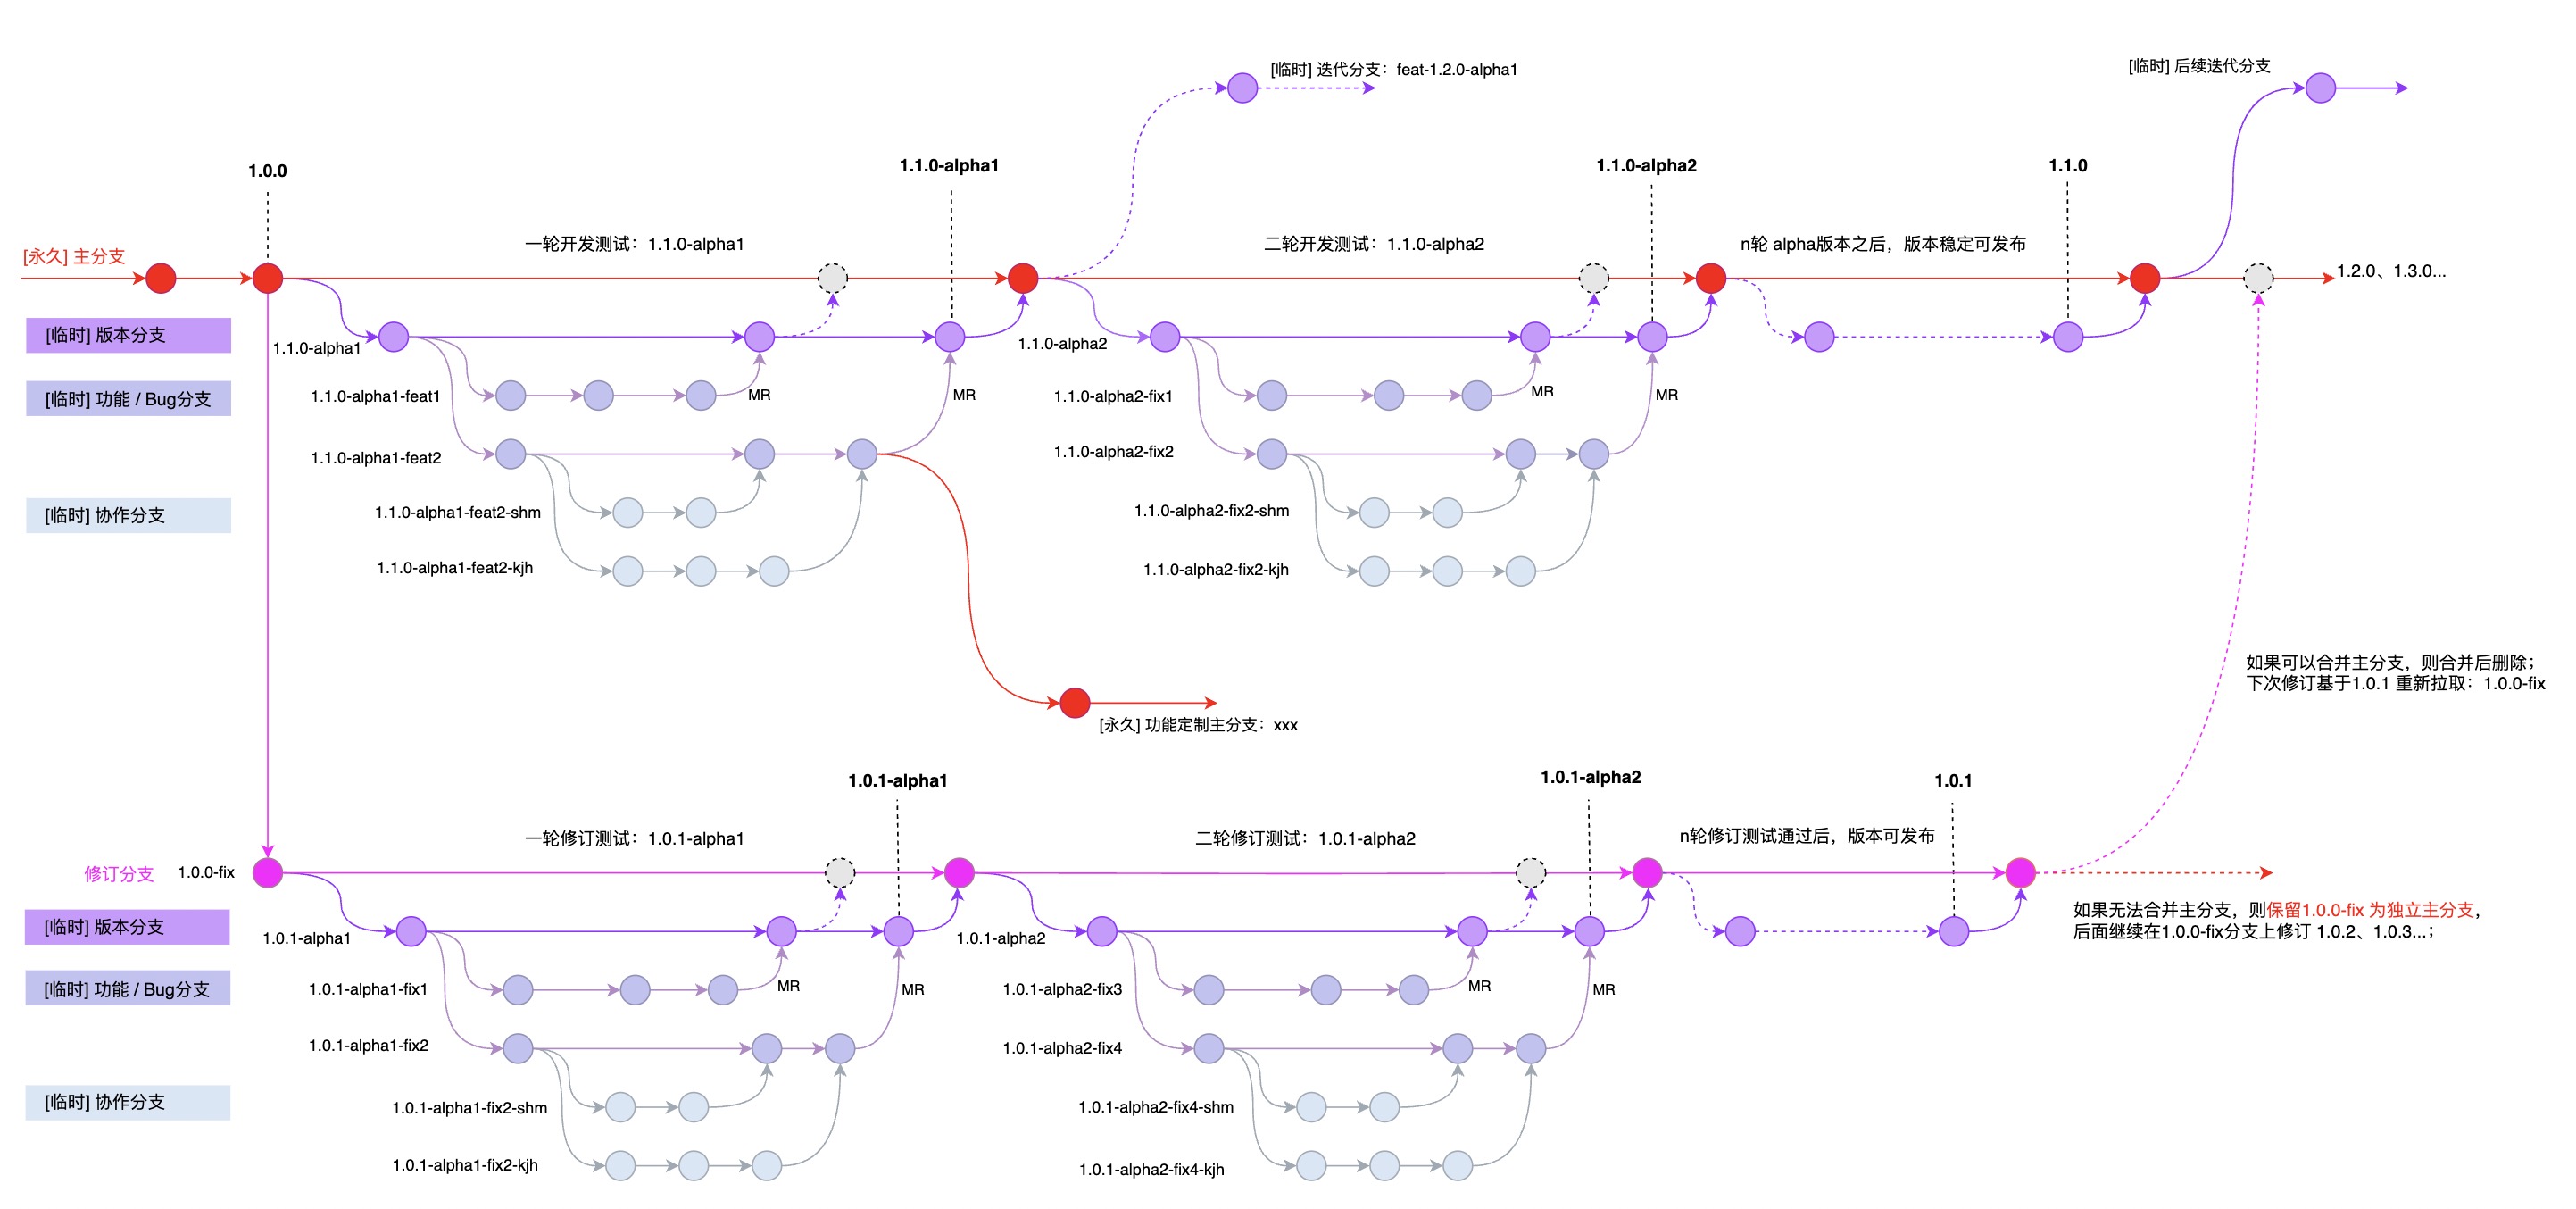 [临时] 迭代分支：feat-1.2.0-alpha1
[临时] 后续迭代分支
1.0.0
1.1.0-alpha1
1.1.0-alpha2
1.1.0
[永久] 主分支
一轮开发测试：1.1.0-alpha1
二轮开发测试：1.1.0-alpha2
n轮 alpha版本之后，版本稳定可发布
1.2.0、1.3.0...
[临时] 版本分支
1.1.0-alpha1
1.1.0-alpha2
[临时] 功能 / Bug分支
1.1.0-alpha1-feat1
MR
MR
1.1.0-alpha2-fix1
MR
MR
1.1.0-alpha1-feat2
1.1.0-alpha2-fix2
[临时] 协作分支
1.1.0-alpha1-feat2-shm
1.1.0-alpha2-fix2-shm
1.1.0-alpha1-feat2-kjh
1.1.0-alpha2-fix2-kjh
如果可以合并主分支，则合并后删除；
下次修订基于1.0.1 重新拉取：1.0.0-fix
[永久] 功能定制主分支：xxx
1.0.1-alpha1
1.0.1-alpha2
1.0.1
一轮修订测试：1.0.1-alpha1
二轮修订测试：1.0.1-alpha2
n轮修订测试通过后，版本可发布
修订分支
1.0.0-fix
如果无法合并主分支，则保留1.0.0-fix 为独立主分支，
后面继续在1.0.0-fix分支上修订 1.0.2、1.0.3...；
[临时] 版本分支
1.0.1-alpha1
1.0.1-alpha2
[临时] 功能 / Bug分支
1.0.1-alpha1-fix1
MR
MR
1.0.1-alpha2-fix3
MR
MR
1.0.1-alpha1-fix2
1.0.1-alpha2-fix4
[临时] 协作分支
1.0.1-alpha1-fix2-shm
1.0.1-alpha2-fix4-shm
1.0.1-alpha1-fix2-kjh
1.0.1-alpha2-fix4-kjh